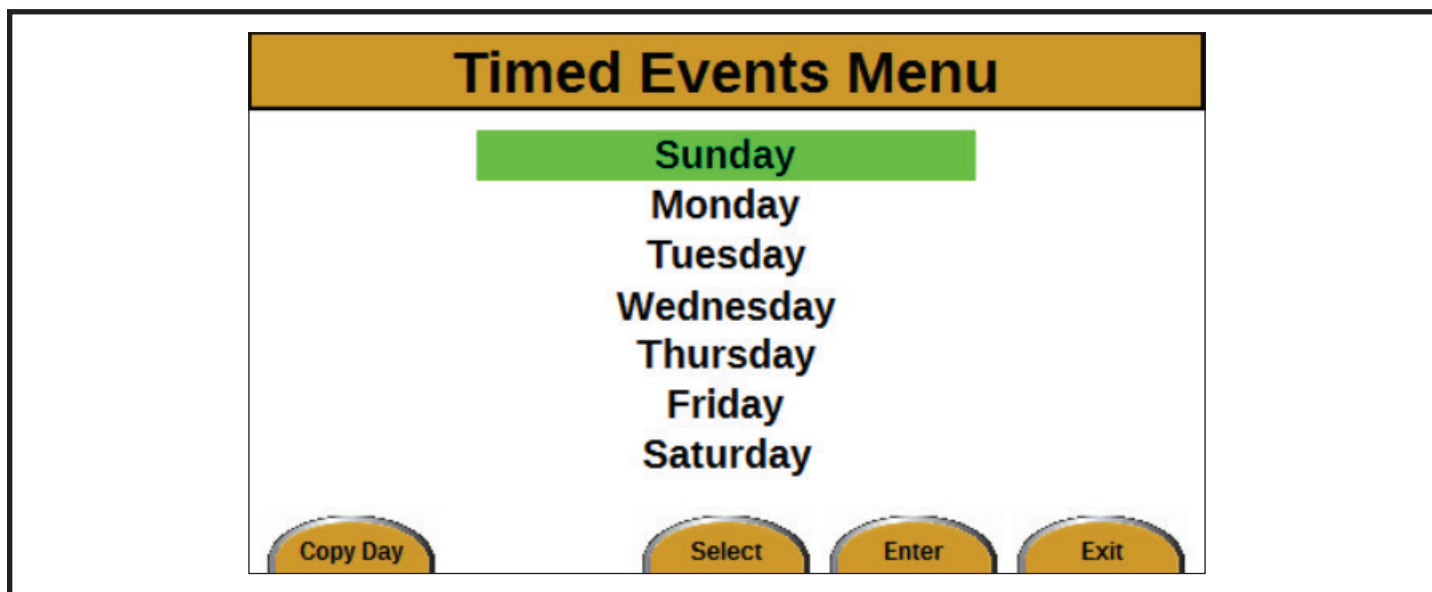 Timed Events Menu
Sunday
Monday
Tuesday
Wednesday
Thursday
Friday
Saturday
Copy Day Select Enter Exit